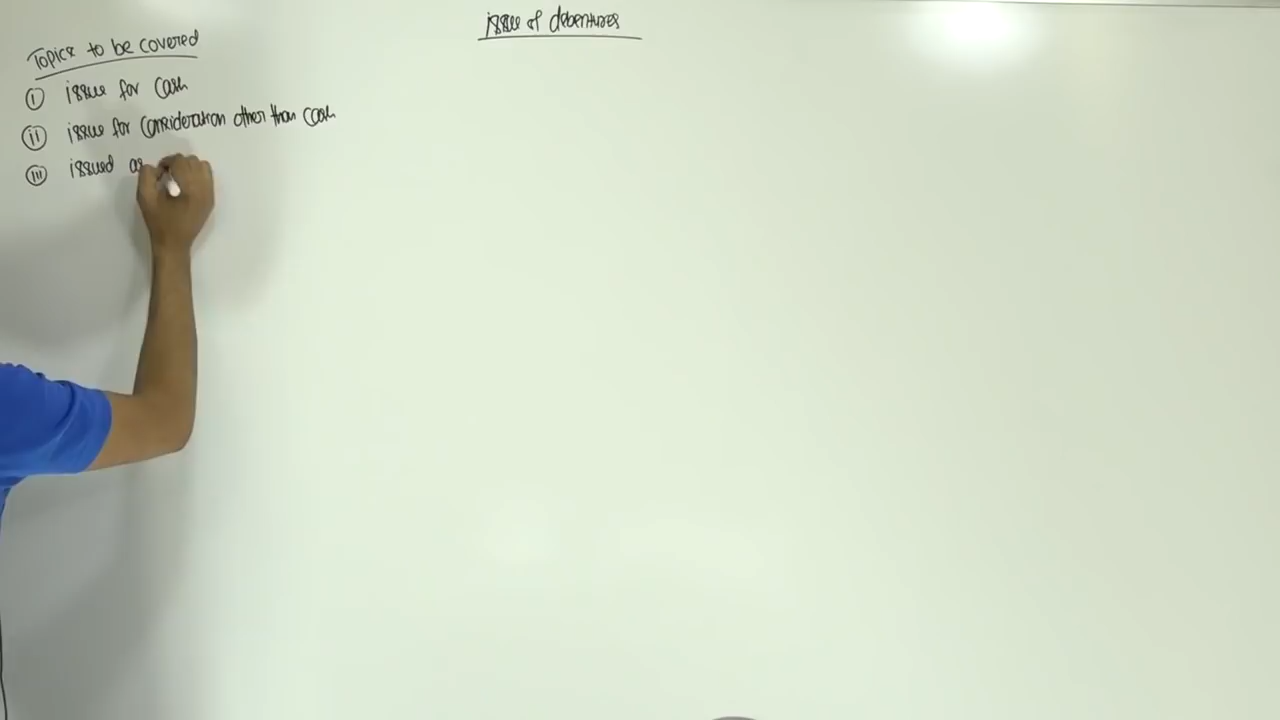 issue of debentures
Topics to be covered
(i) issue for cash
(ii) issue for consideration other than cash
(iii) issued as